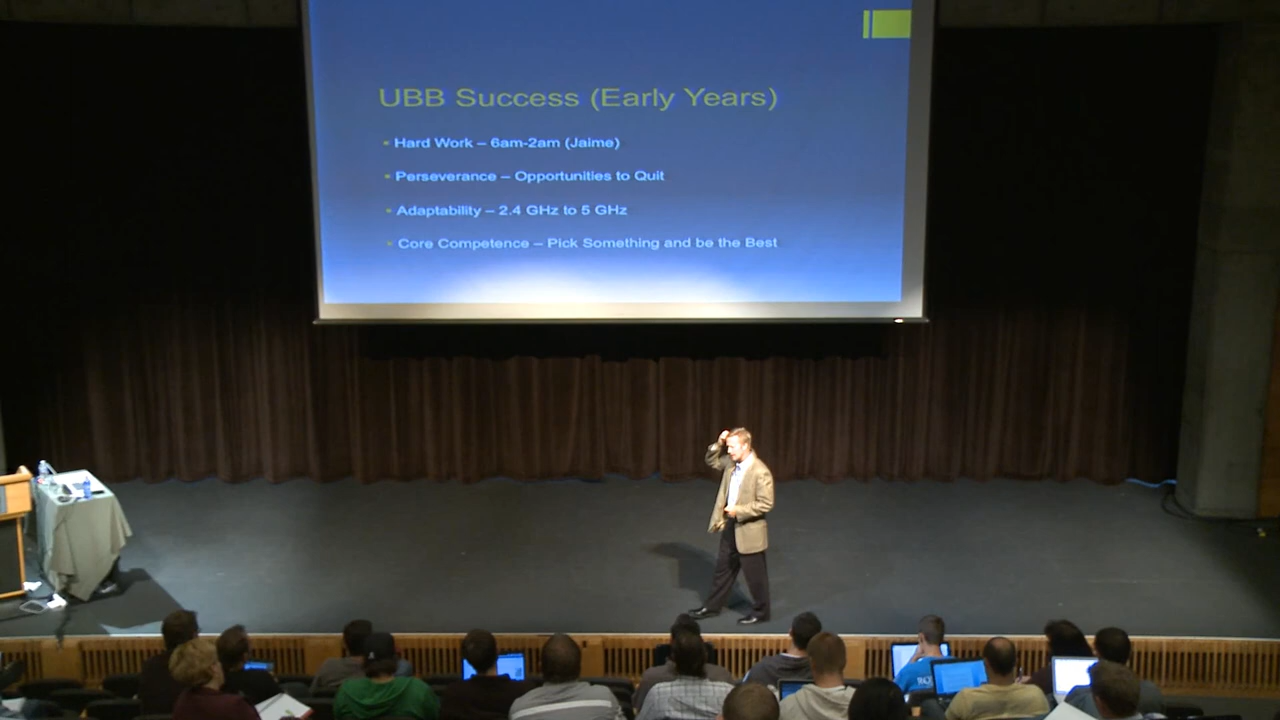 UBB Success (Early Years)
▪ Hard Work – 6am-2am (Jaime)
▪ Perseverance – Opportunities to Quit
▪ Adaptability – 2.4 GHz to 5 GHz
▪ Core Competence – Pick Something and be the Best